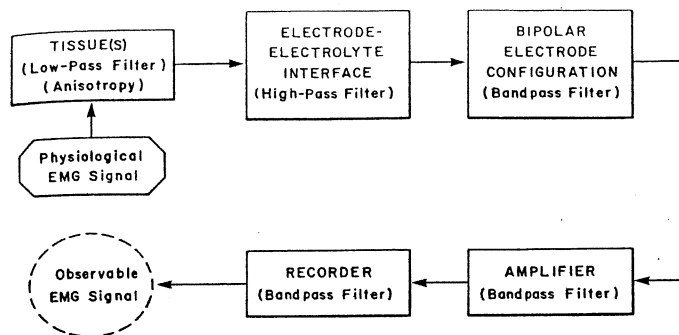 TISSUE(S)
(Low-Pass Filter)
(Anisotropy)
ELECTRODE-
ELECTROLYTE
INTERFACE
(High-Pass Filter)
BIPOLAR
ELECTRODE
CONFIGURATION
(Bandpass Filter)
Physiological
EMG Signal
Observable
EMG Signal
RECORDER
(Bandpass Filter)
AMPLIFIER
(Bandpass Filter)